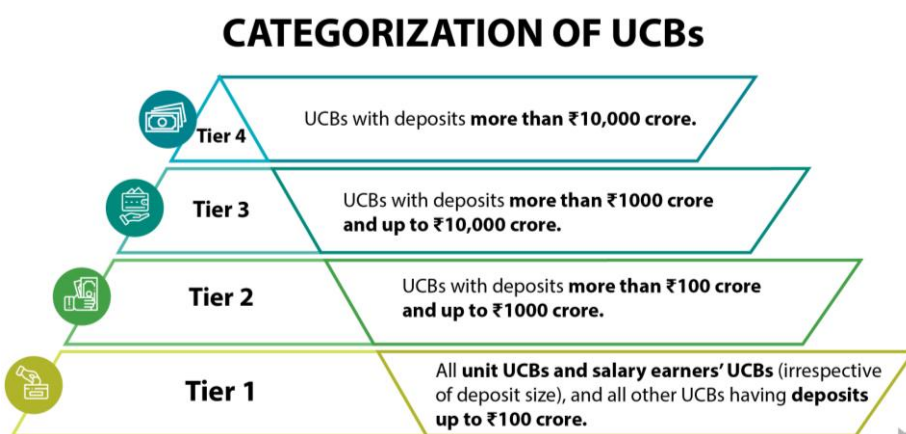 CATEGORIZATION OF UCBs
Tier 4
UCBs with deposits more than ₹10,000 crore.
Tier 3
UCBs with deposits more than ₹1000 crore
and up to ₹10,000 crore.
Tier 2
UCBs with deposits more than ₹100 crore
and up to ₹1000 crore.
Tier 1
All unit UCBs and salary earners’ UCBs (irrespective
of deposit size), and all other UCBs having deposits
up to ₹100 crore.